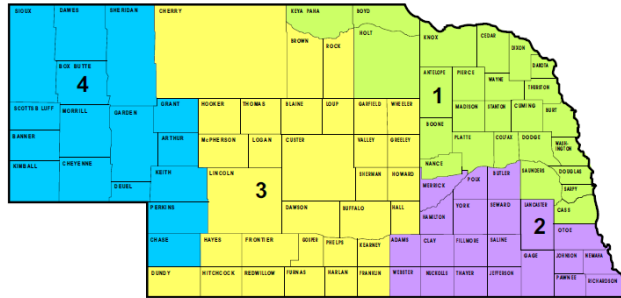 SIOUX
DAWES
SHERIDAN
CHERRY
KEYA PAHA
BOYD
BROWN
ROCK
HOLT
KNOX
CEDAR
DIXON
DAKOTA
BOX BUTTE
4
ANTELOPE
PIERCE
WAYNE
THURSTON
1
SCOTTS BLUFF
MORRILL
GARDEN
GRANT
HOOKER
THOMAS
BLAINE
LOUP
GARFIELD
WHEELER
MADISON
STANTON
CUMING
BURT
BANNER
ARTHUR
McPHERSON
LOGAN
CUSTER
VALLEY
GREELEY
BOONE
PLATTE
COLFAX
DODGE
WASH-
INGTON
KIMBALL
CHEYENNE
DEUEL
KEITH
LINCOLN
3
SHERMAN
HOWARD
NANCE
MERRICK
POLK
BUTLER
SAUNDERS
DOUGLAS
SARPY
PERKINS
DAWSON
BUFFALO
HALL
HAMILTON
YORK
SEWARD
LANCASTER
2
CASS
OTOE
CHASE
HAYES
FRONTIER
GOSPER
PHELPS
KEARNEY
ADAMS
CLAY
FILLMORE
SALINE
GAGE
JOHNSON
NEMAHA
DUNDY
HITCHCOCK
REDWILLOW
FURNAS
HARLAN
FRANKLIN
WEBSTER
NUCKOLLS
THAYER
JEFFERSON
PAWNEE
RICHARDSON